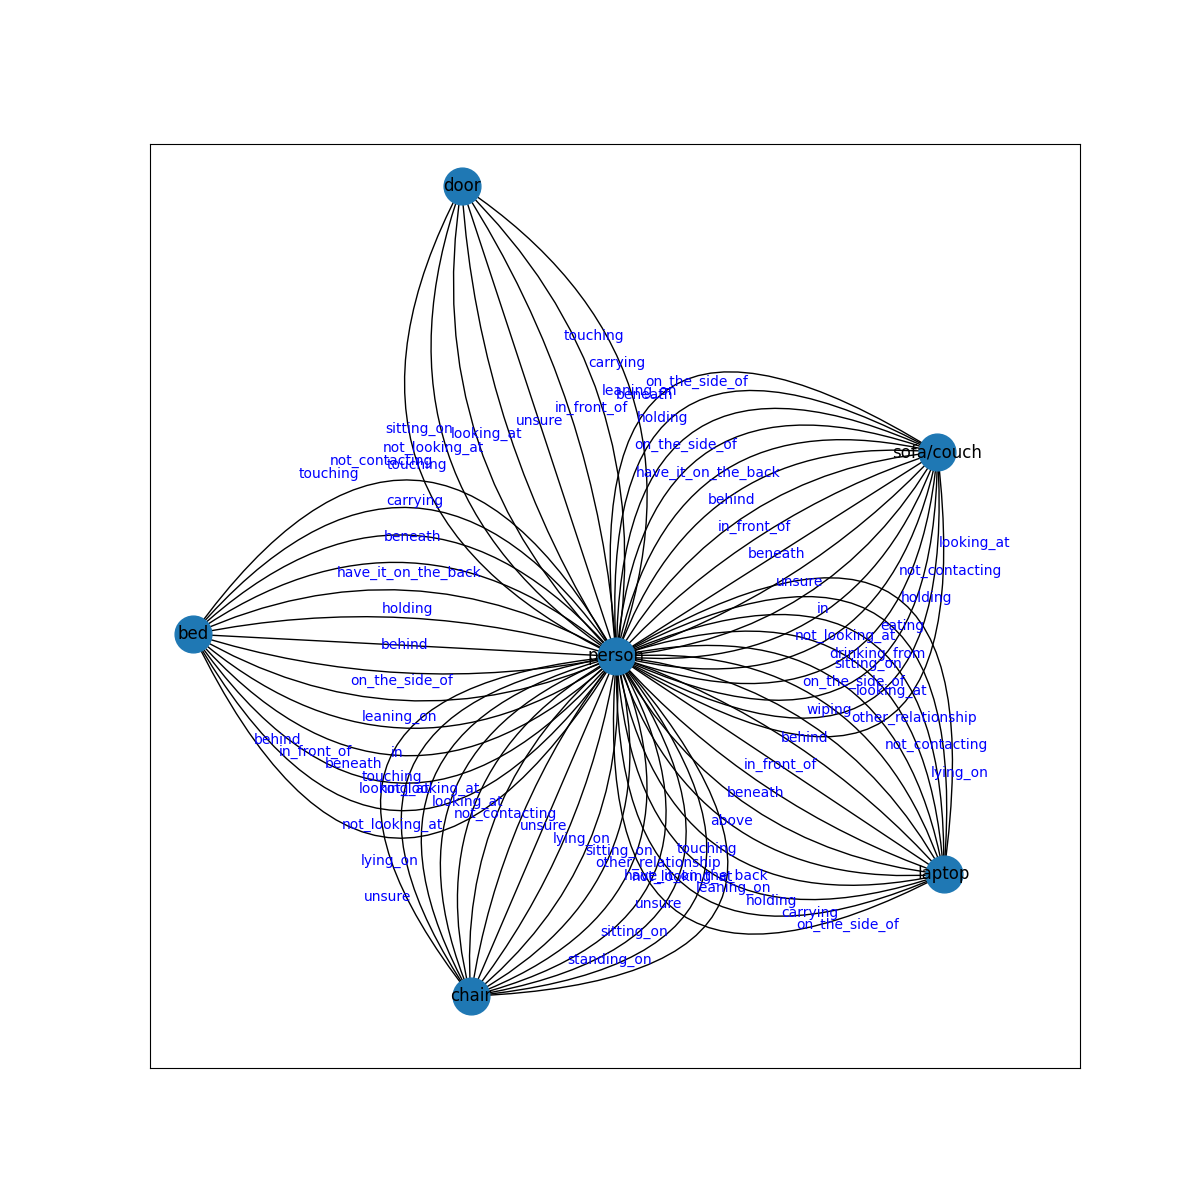 door
touching
carrying
on_the_side_of
leaning_on
beneath
in_front_of
holding
unsure
sitting_on
looking_at
on_the_side_of
not_looking_at
sofa/couch
not_contacting
touching
touching
have_it_on_the_back
carrying
behind
in_front_of
beneath
looking_at
beneath
not_contacting
have_it_on_the_back
unsure
holding
holding
in
eating
bed
not_looking_at
behind
drinking_from
person
sitting_on
on_the_side_of
on_the_side_of
looking_at
wiping
leaning_on
other_relationship
behind
behind
not_contacting
in_front_of
in
beneath
in_front_of
lying_on
touching
looking_at
not_looking_at
beneath
looking_at
not_contacting
above
not_looking_at
unsure
lying_on
touching
sitting_on
lying_on
other_relationship
laptop
have_it_on_the_back
not_looking_at
leaning_on
unsure
holding
unsure
carrying
on_the_side_of
sitting_on
standing_on
chair